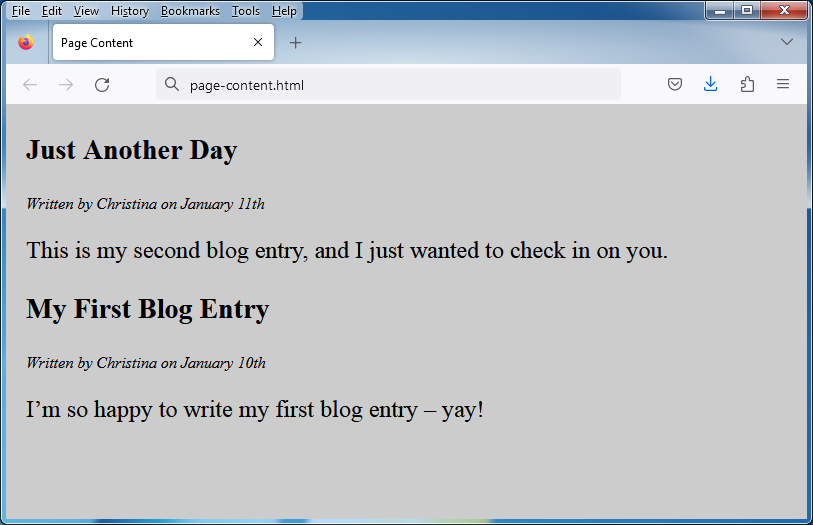 File Edit View History Bookmarks Tools Help
Page Content
page-content.html
Just Another Day
Written by Christina on January 11th
This is my second blog entry, and I just wanted to check in on you.
My First Blog Entry
Written by Christina on January 10th
I’m so happy to write my first blog entry – yay!